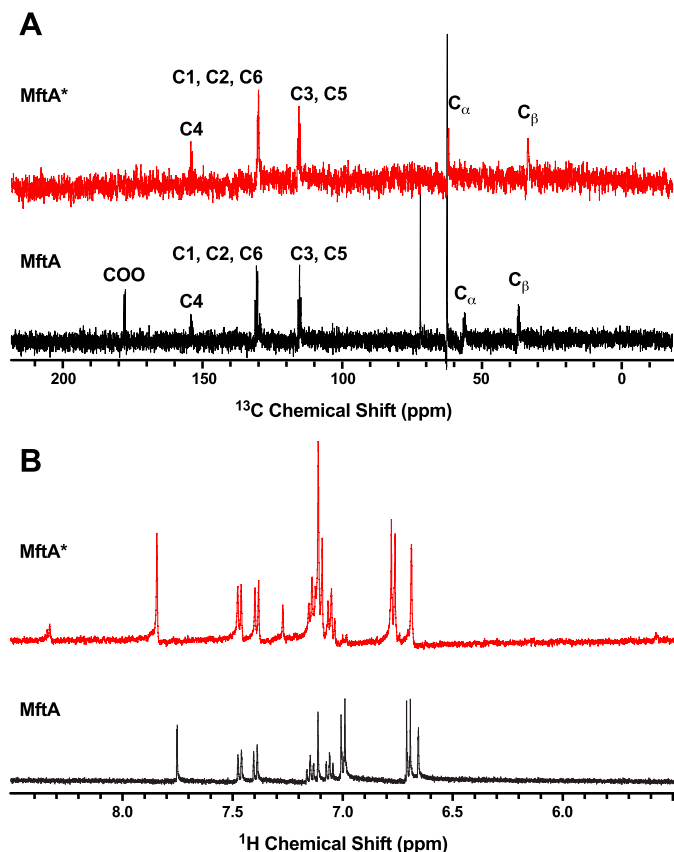 A
MftA*
C4
C1, C2, C6
C3, C5
Cα
Cβ
MftA
COO
C4
C1, C2, C6
C3, C5
Cα
Cβ
200 150 100 50 0
13C Chemical Shift (ppm)
B
MftA*
MftA
8.0 7.5 7.0 6.5 6.0
1H Chemical Shift (ppm)